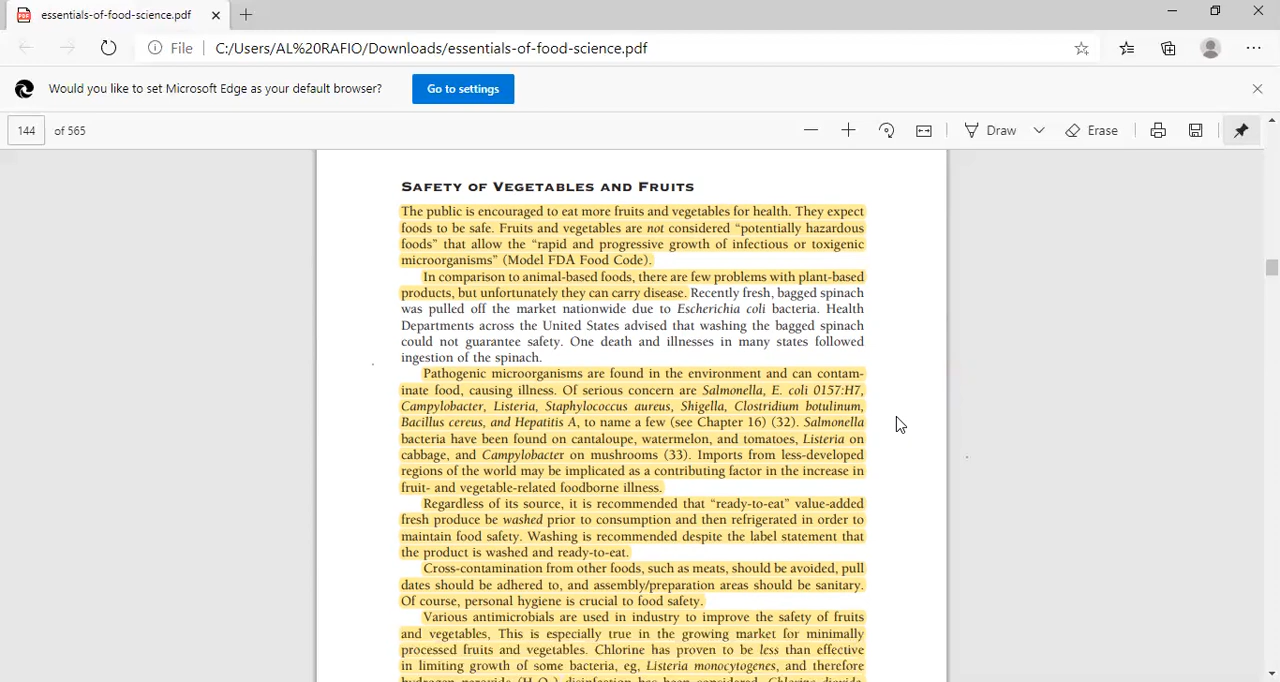 essentials-of-food-science.pdf
File C:/Users/AL%20RAFIO/Downloads/essentials-of-food-science.pdf
Would you like to set Microsoft Edge as your default browser? Go to settings
144 of 565 Draw Erase
SAFETY OF VEGETABLES AND FRUITS
The public is encouraged to eat more fruits and vegetables for health. They expect
foods to be safe. Fruits and vegetables are not considered “potentially hazardous
foods” that allow the “rapid and progressive growth of infectious or toxigenic
microorganisms” (Model FDA Food Code).
In comparison to animal-based foods, there are few problems with plant-based
products, but unfortunately they can carry disease. Recently fresh, bagged spinach
was pulled off the market nationwide due to Escherichia coli bacteria. Health
Departments across the United States advised that washing the bagged spinach
could not guarantee safety. One death and illnesses in many states followed
ingestion of the spinach.
Pathogenic microorganisms are found in the environment and can contam-
inate food, causing illness. Of serious concern are Salmonella, E. coli 0157:H7,
Campylobacter, Listeria, Staphylococcus aureus, Shigella, Clostridium botulinum,
Bacillus cereus, and Hepatitis A, to name a few (see Chapter 16) (32). Salmonella
bacteria have been found on cantaloupe, watermelon, and tomatoes, Listeria on
cabbage, and Campylobacter on mushrooms (33). Imports from less-developed
regions of the world may be implicated as a contributing factor in the increase in
fruit- and vegetable-related foodborne illness.
Regardless of its source, it is recommended that “ready-to-eat” value-added
fresh produce be washed prior to consumption and then refrigerated in order to
maintain food safety. Washing is recommended despite the label statement that
the product is washed and ready-to-eat.
Cross-contamination from other foods, such as meats, should be avoided, pull
dates should be adhered to, and assembly/preparation areas should be sanitary.
Of course, personal hygiene is crucial to food safety.
Various antimicrobials are used in industry to improve the safety of fruits
and vegetables, This is especially true in the growing market for minimally
processed fruits and vegetables. Chlorine has proven to be less than effective
in limiting growth of some bacteria, eg, Listeria monocytogenes, and therefore
hydrogen peroxide (H₂O₂) disinfection has been considered. Chlorine dioxide,